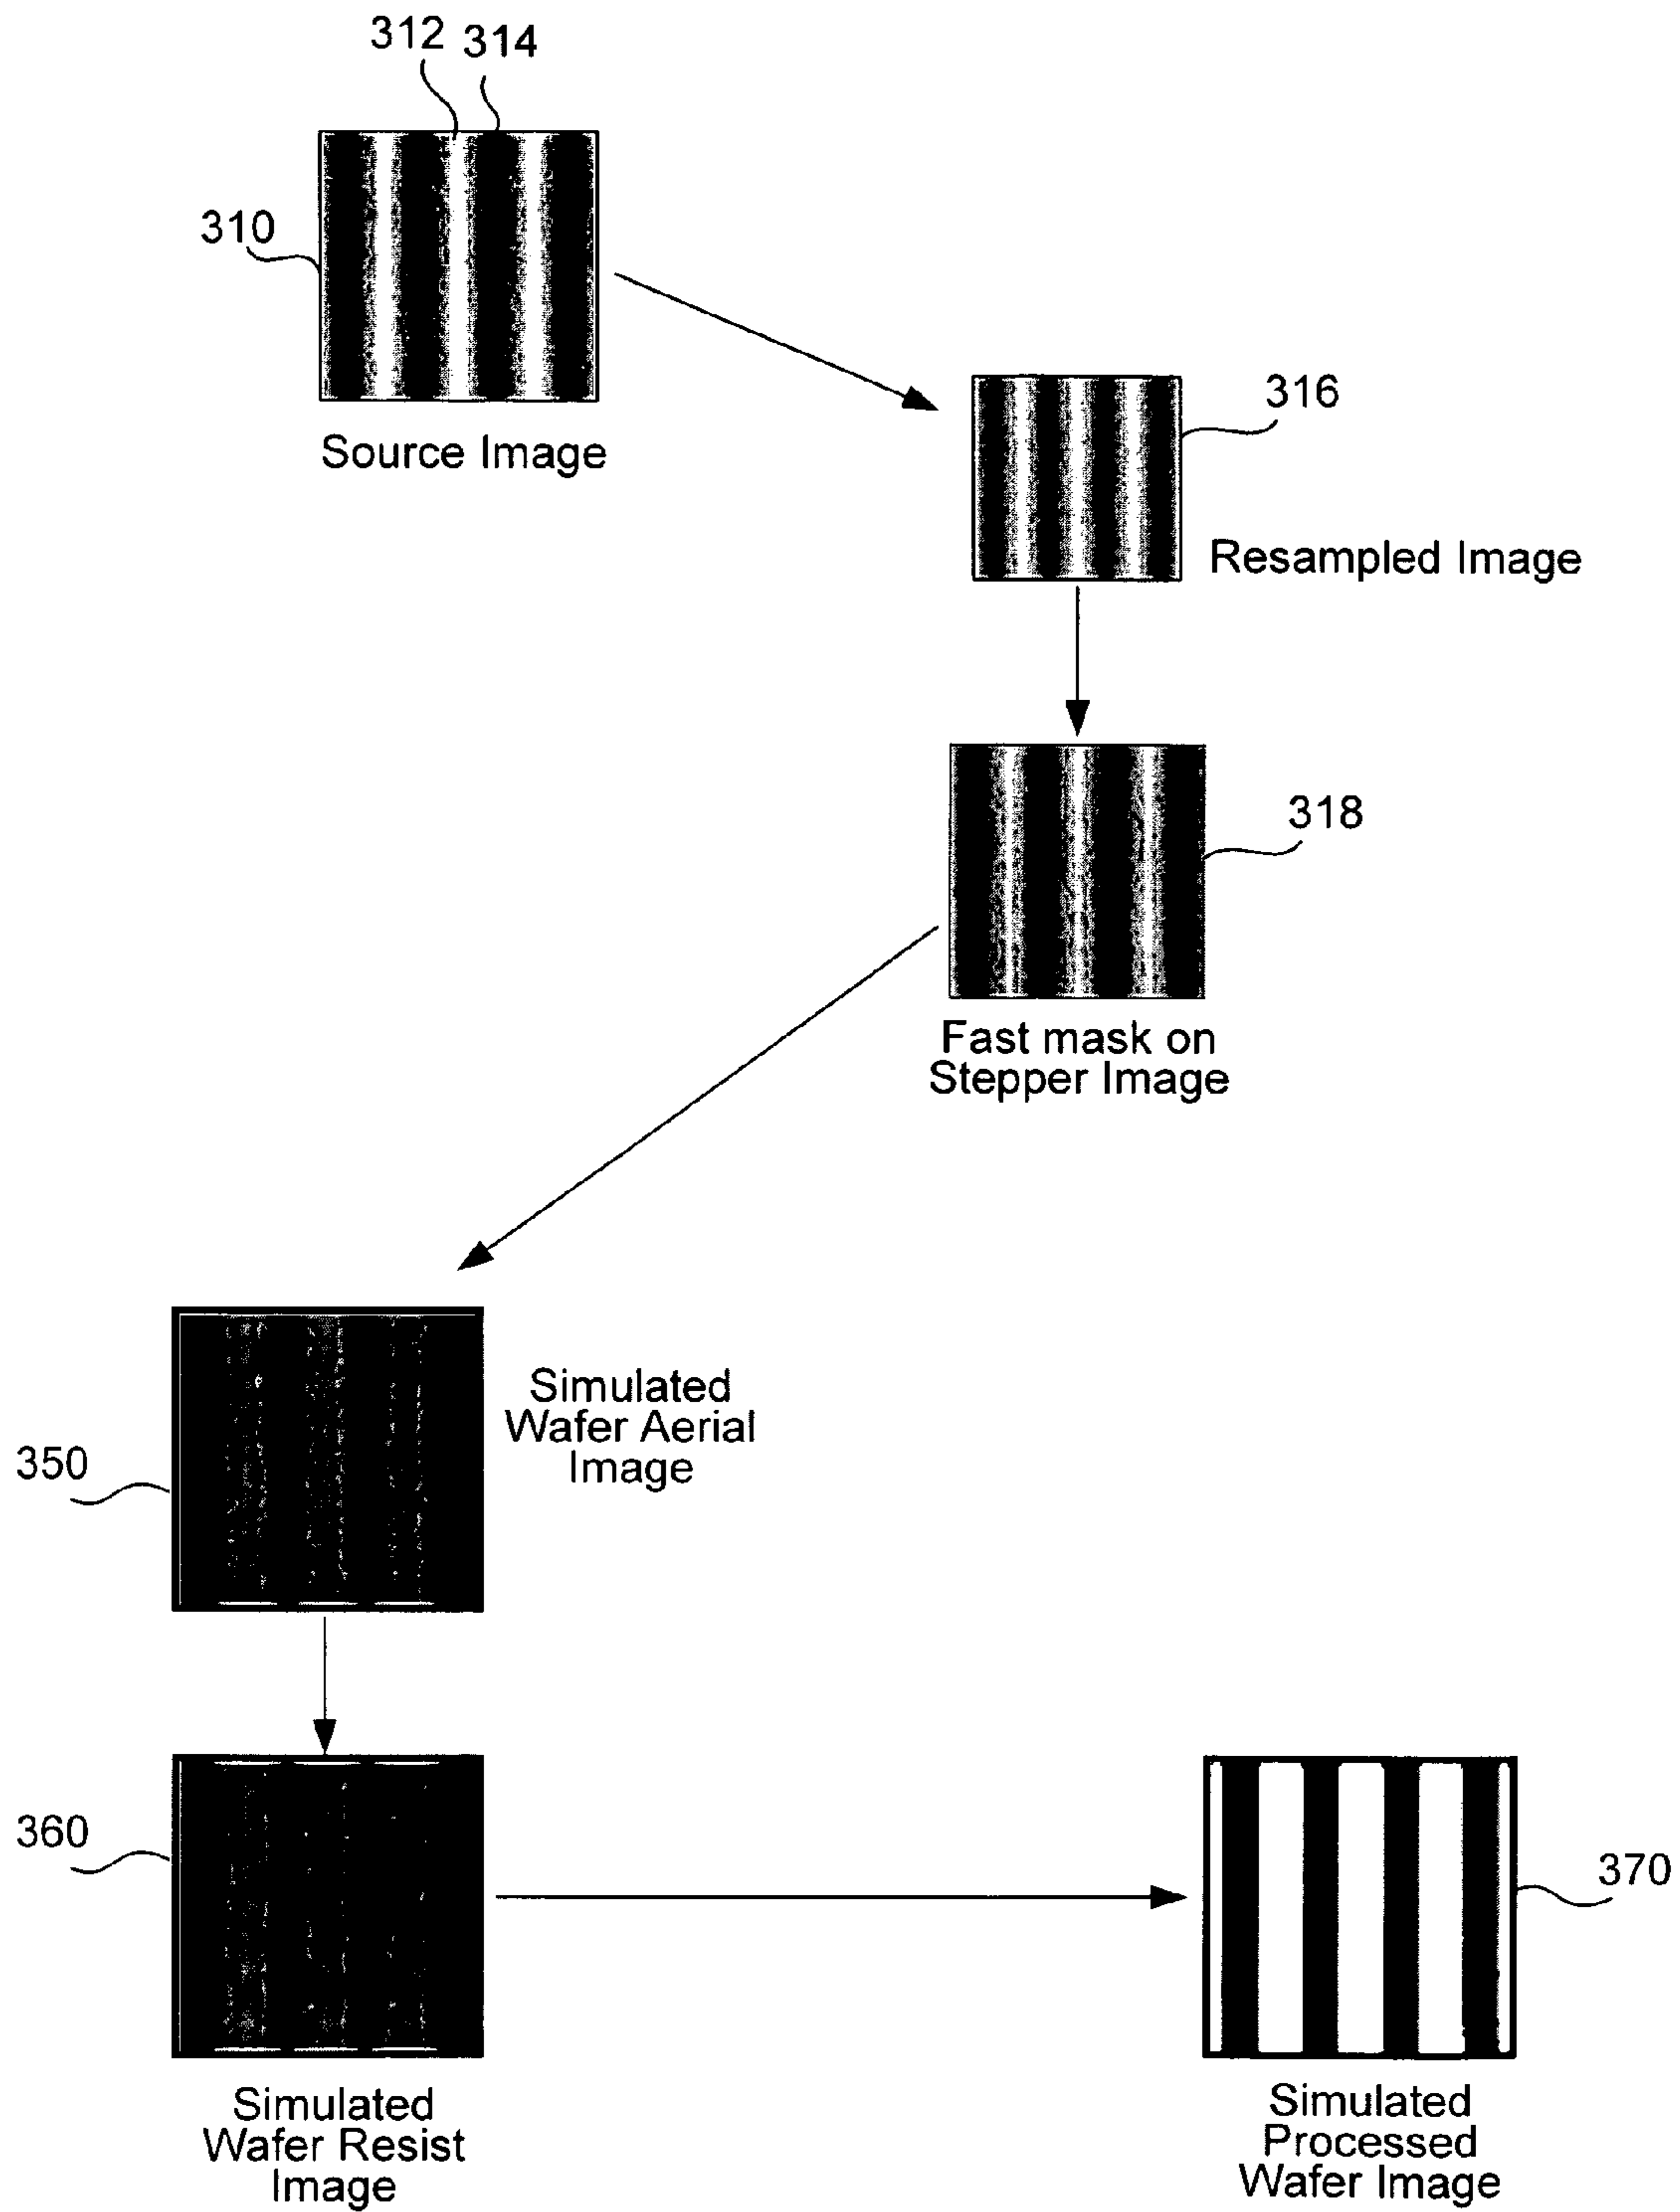 312 314
310
Source Image
316
Resampled Image
318
Fast mask on
Stepper Image
350
Simulated
Wafer Aerial
Image
360
370
Simulated
Wafer Resist
Image
Simulated
Processed
Wafer Image